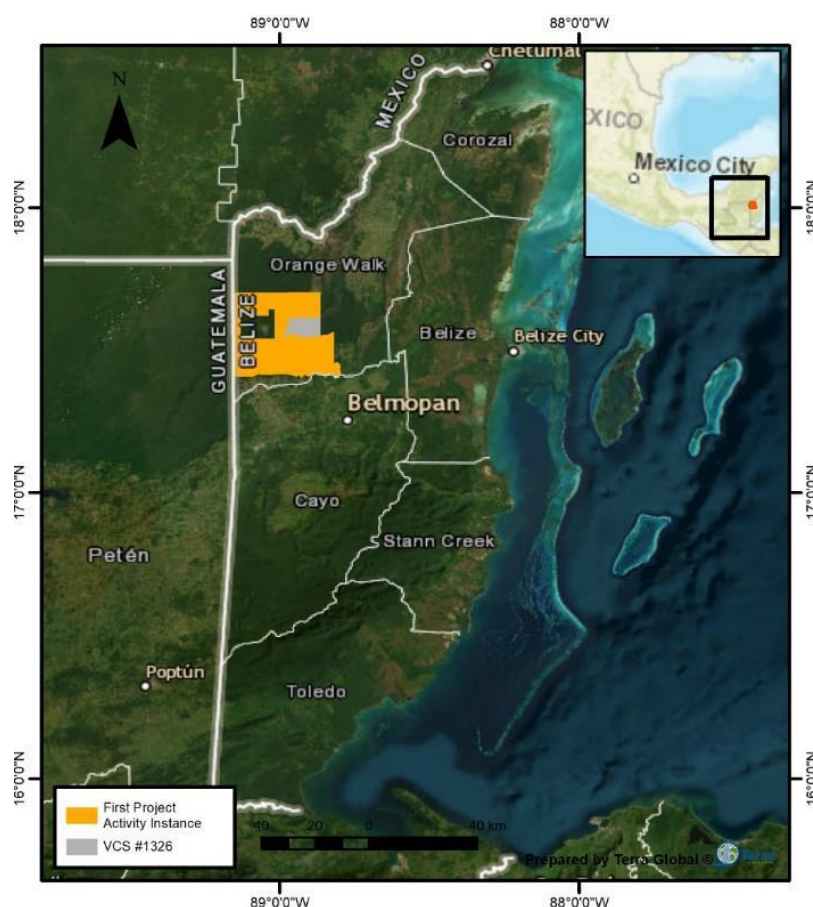 89°0'0"W 88°0'0"W
N
Chetumal
MEXICO
Corozal
EXICO
Mexico City
18°0'0"N 18°0'0"N
Orange Walk
GUATEMALA
BELIZE
Belize
Belize City
Belmopan
17°0'0"N 17°0'0"N
Cayo
Stann Creek
Petén
Poptún
Toledo
16°0'0"N 16°0'0"N
First Project
Activity Instance
VCS #1326
40 20 0 40 km
Prepared by Terra Global ©
Terra
89°0'0"W 88°0'0"W